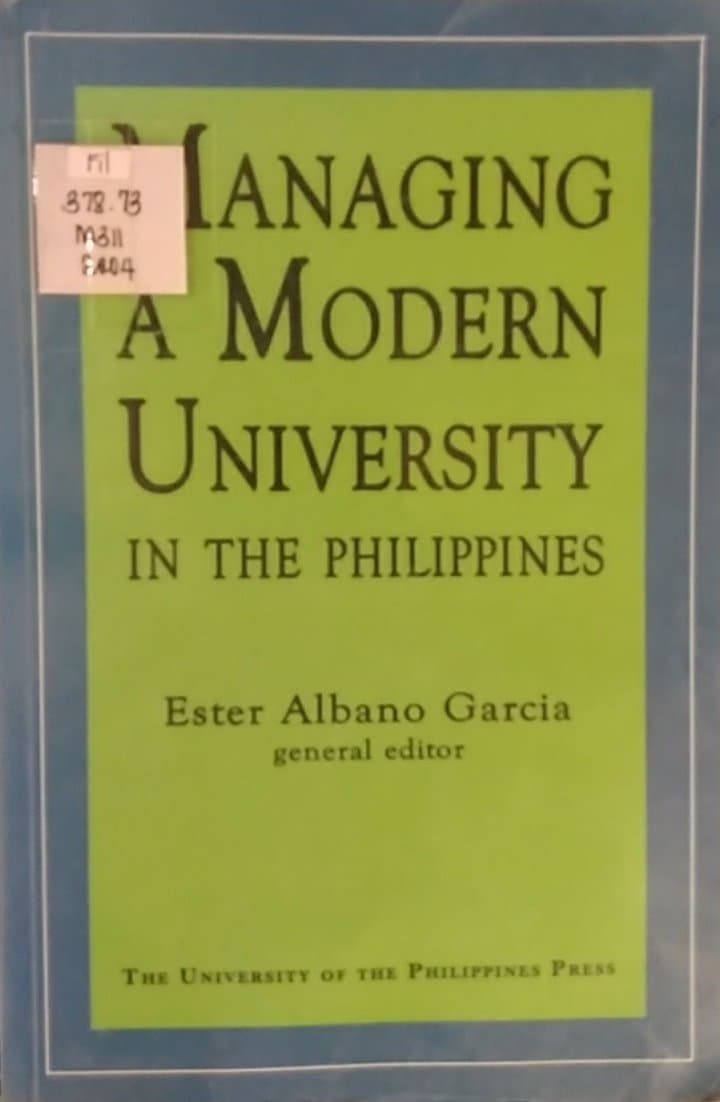 Fil
378.73
M311
MANAGING
A MODERN
UNIVERSITY
IN THE PHILIPPINES
Ester Albano Garcia
general editor
THE UNIVERSITY OF THE PHILIPPINES PRESS